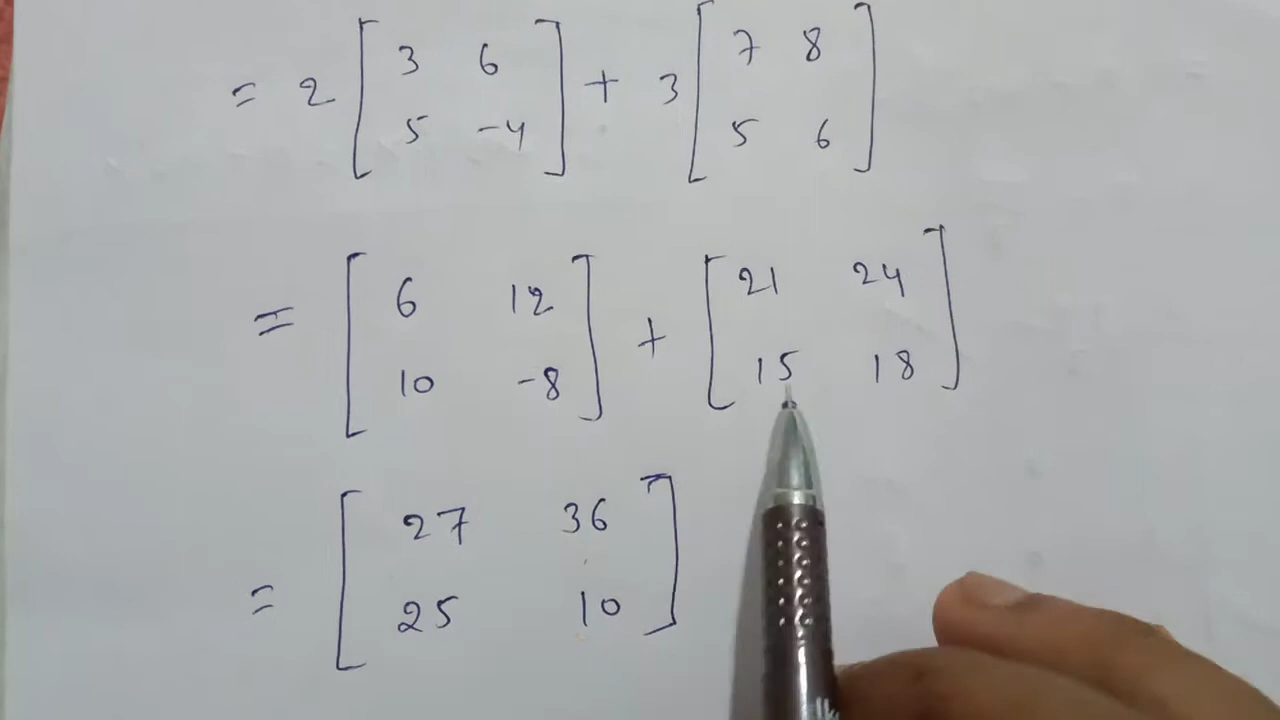 = 2 [ 3 6 ] + 3 [ 7 8 ]
[ 5 -4 ] [ 5 6 ]
= [ 6 12 ] + [ 21 24 ]
[ 10 -8 ] [ 15 18 ]
= [ 27 36 ]
[ 25 10 ]